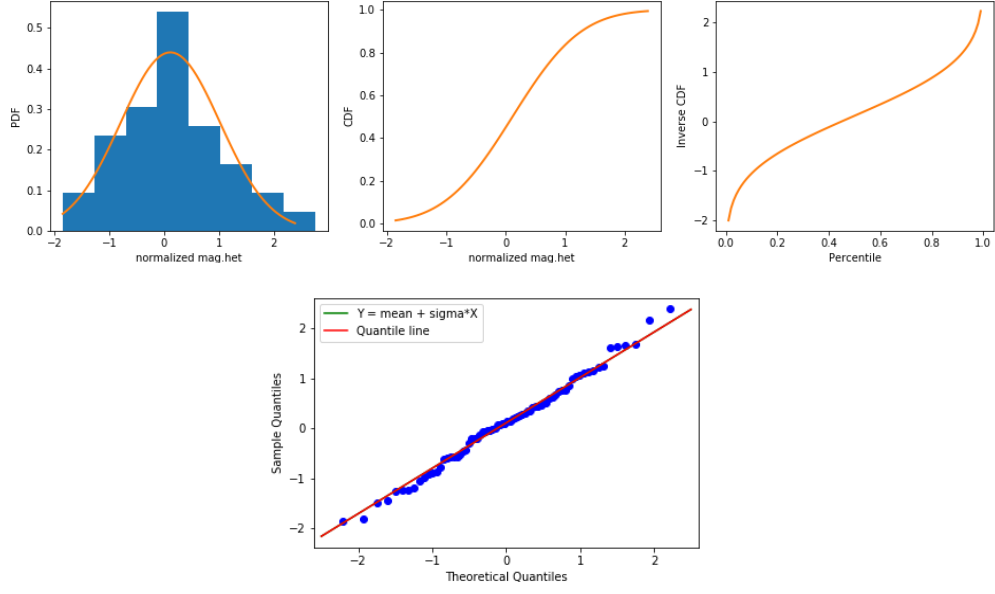 PDF
0.5
0.4
0.3
0.2
0.1
0.0
−2 −1 0 1 2
normalized mag.het
CDF
1.0
0.8
0.6
0.4
0.2
0.0
−2 −1 0 1 2
normalized mag.het
Inverse CDF
2
1
0
−1
−2
0.0 0.2 0.4 0.6 0.8 1.0
Percentile
Y = mean + sigma*X
Quantile line
Sample Quantiles
2
1
0
−1
−2
−2 −1 0 1 2
Theoretical Quantiles